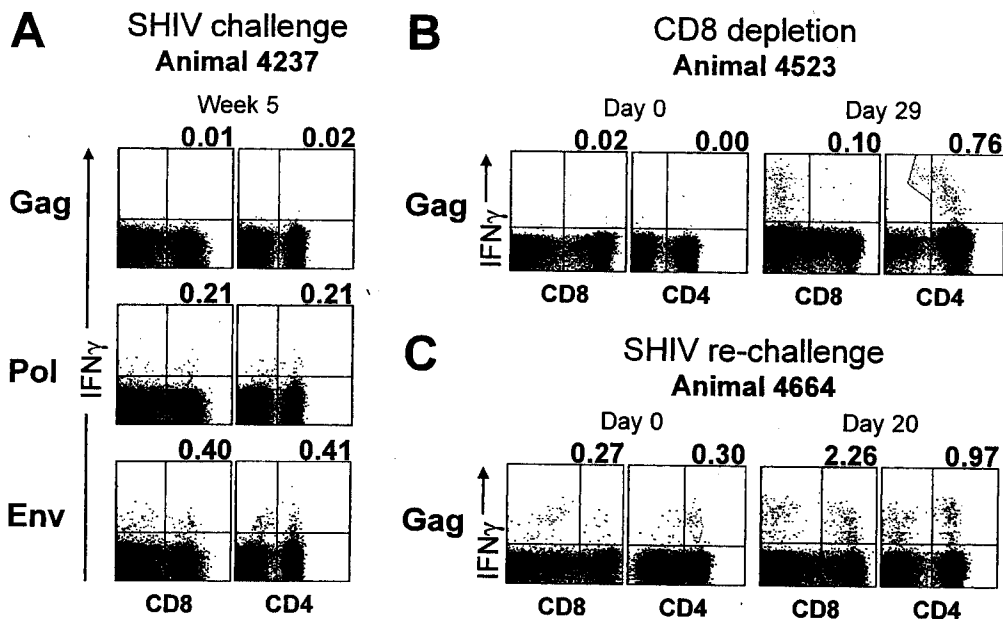 A SHIV challenge
Animal 4237
Week 5
0.01 0.02
Gag
0.21 0.21
Pol
IFNγ
0.40 0.41
Env
CD8 CD4
B CD8 depletion
Animal 4523
Day 0 Day 29
0.02 0.00 0.10 0.76
Gag
IFNγ
CD8 CD4 CD8 CD4
C SHIV re-challenge
Animal 4664
Day 0 Day 20
0.27 0.30 2.26 0.97
Gag
IFNγ
CD8 CD4 CD8 CD4